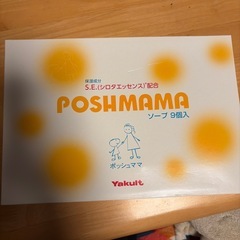 保湿成分
S.E.(シロタエッセンス)*配合
POSHMAMA
ソープ 9個入
ポッシュママ
Yakult